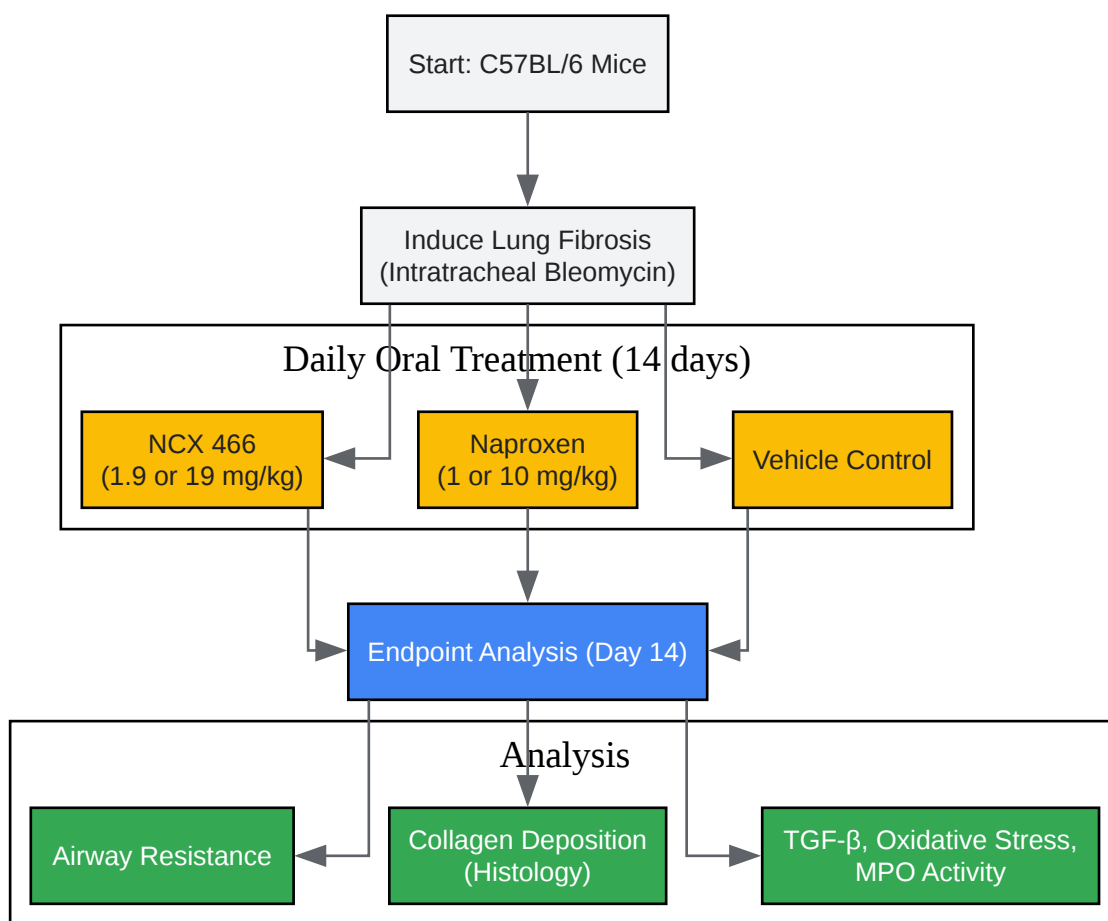 Start: C57BL/6 Mice
Induce Lung Fibrosis
(Intratracheal Bleomycin)
Daily Oral Treatment (14 days)
NCX 466
(1.9 or 19 mg/kg)
Naproxen
(1 or 10 mg/kg)
Vehicle Control
Endpoint Analysis (Day 14)
Analysis
Airway Resistance
Collagen Deposition
(Histology)
TGF-β, Oxidative Stress,
MPO Activity